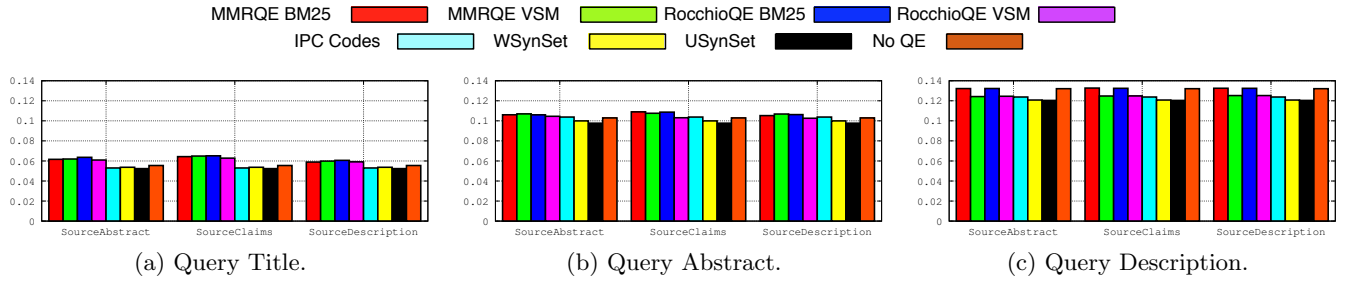 MMRQE BM25 MMRQE VSM RocchioQE BM25 RocchioQE VSM
IPC Codes WSynSet USynSet No QE
0.14 0.14 0.14
0.12 0.12 0.12
0.1 0.1 0.1
0.08 0.08 0.08
0.06 0.06 0.06
0.04 0.04 0.04
0.02 0.02 0.02
0 0 0
SourceAbstract SourceClaims SourceDescription SourceAbstract SourceClaims SourceDescription SourceAbstract SourceClaims SourceDescription
(a) Query Title. (b) Query Abstract. (c) Query Description.